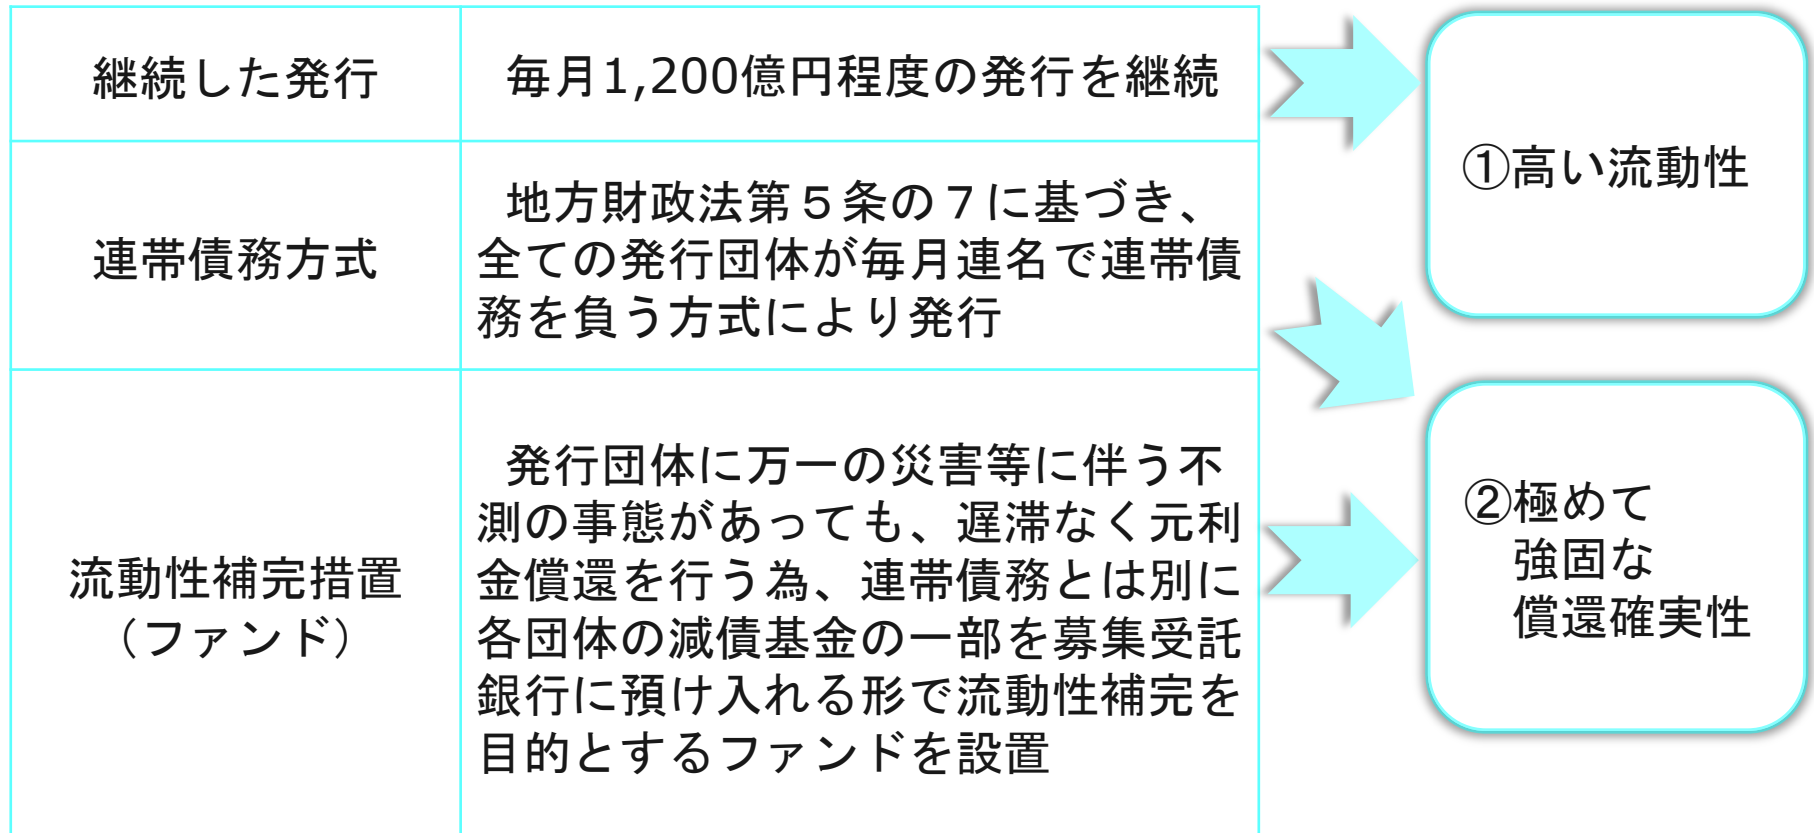 継続した発行
毎月1,200億円程度の発行を継続
連帯債務方式
地方財政法第５条の７に基づき、
全ての発行団体が毎月連名で連帯債
務を負う方式により発行
流動性補完措置
（ファンド）
発行団体に万一の災害等に伴う不
測の事態があっても、遅滞なく元利
金償還を行う為、連帯債務とは別に
各団体の減債基金の一部を募集受託
銀行に預け入れる形で流動性補完を
目的とするファンドを設置
①高い流動性
②極めて
強固な
償還確実性